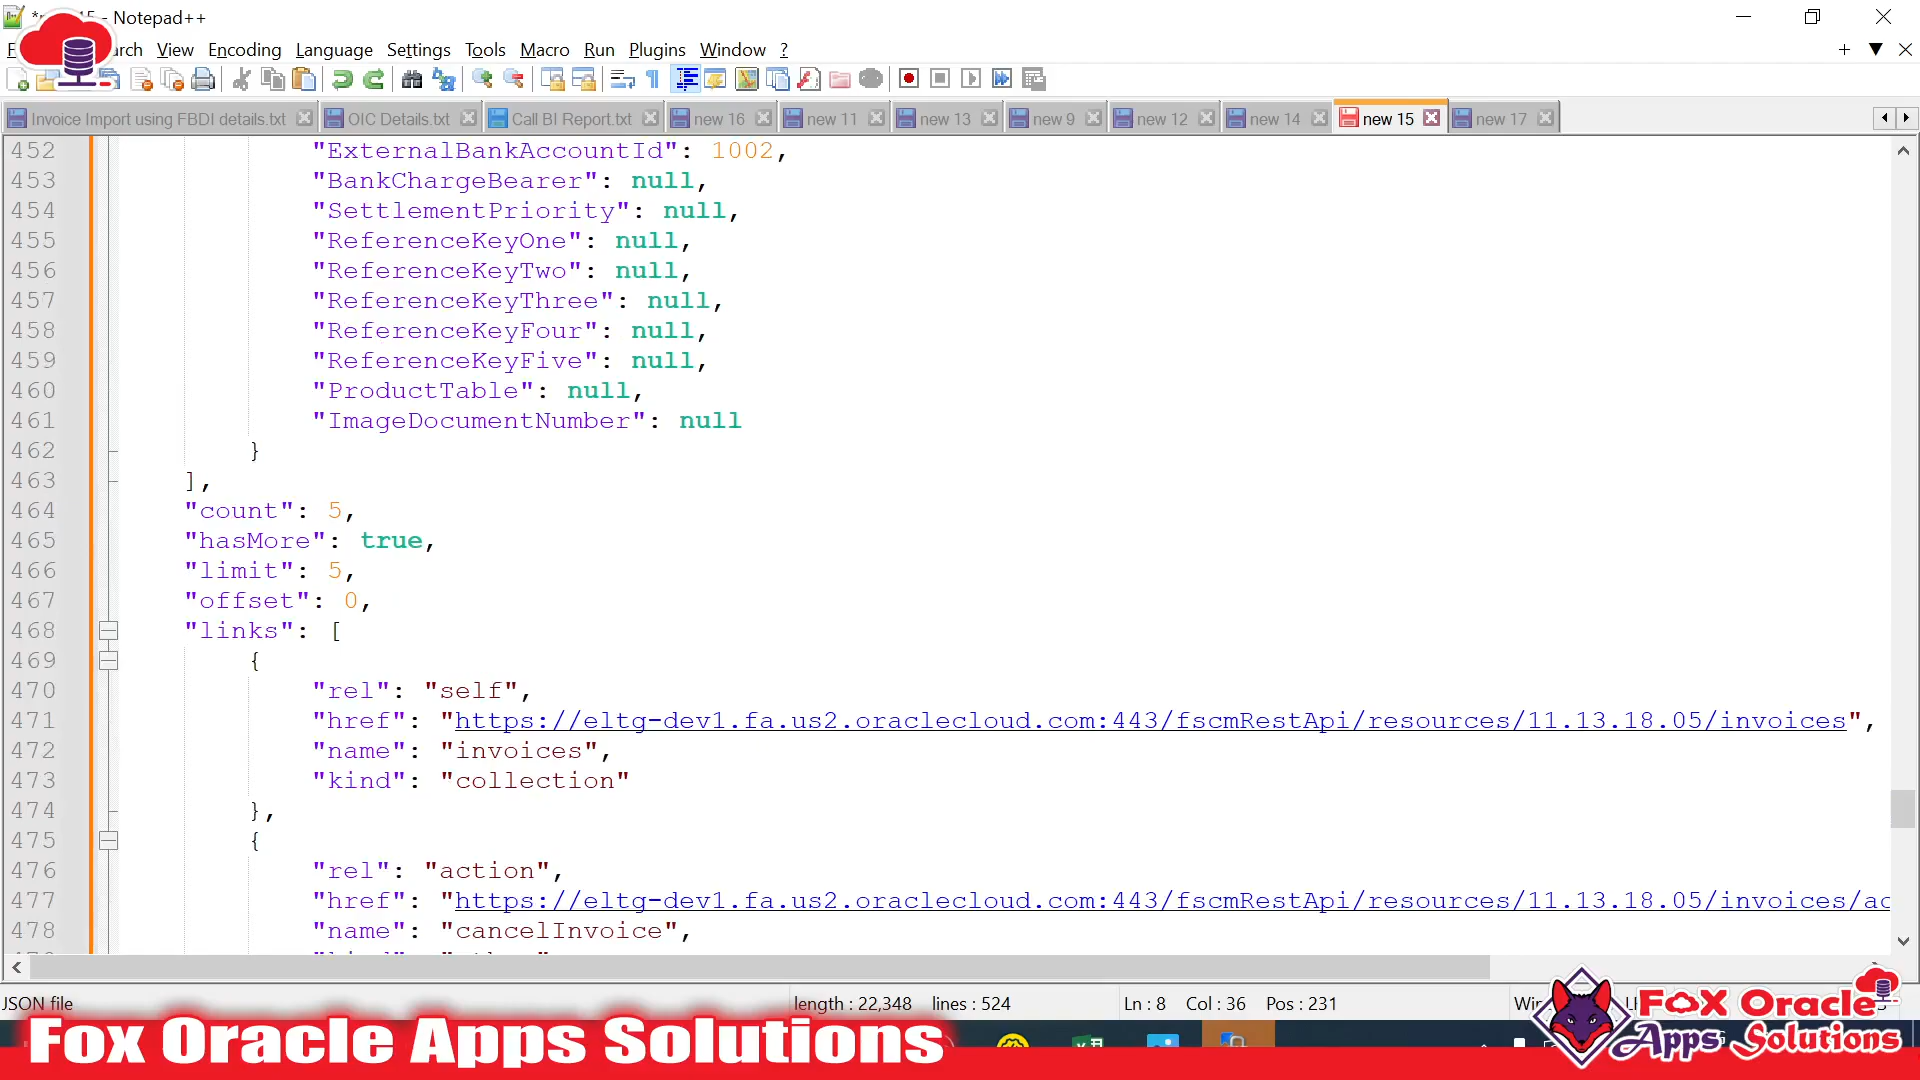 - Notepad++
View Encoding Language Settings Tools Macro Run Plugins Window ?
Invoice Import using FBDI details.txt OIC Details.txt Call BI Report.txt new 16 new 11 new 13 new 9 new 12 new 14 new 15 new 17
452 "ExternalBankAccountId": 1002,
453 "BankChargeBearer": null,
454 "SettlementPriority": null,
455 "ReferenceKeyOne": null,
456 "ReferenceKeyTwo": null,
457 "ReferenceKeyThree": null,
458 "ReferenceKeyFour": null,
459 "ReferenceKeyFive": null,
460 "ProductTable": null,
461 "ImageDocumentNumber": null
462 }
463 ],
464 "count": 5,
465 "hasMore": true,
466 "limit": 5,
467 "offset": 0,
468 "links": [
469 {
470 "rel": "self",
471 "href": "https://eltg-dev1.fa.us2.oraclecloud.com:443/fscmRestApi/resources/11.13.18.05/invoices",
472 "name": "invoices",
473 "kind": "collection"
474 },
475 {
476 "rel": "action",
477 "href": "https://eltg-dev1.fa.us2.oraclecloud.com:443/fscmRestApi/resources/11.13.18.05/invoices/ac
478 "name": "cancelInvoice",
JSON file length : 22,348 lines : 524 Ln : 8 Col : 36 Pos : 231
Fox Oracle Apps Solutions
FOX Oracle
Apps Solutions